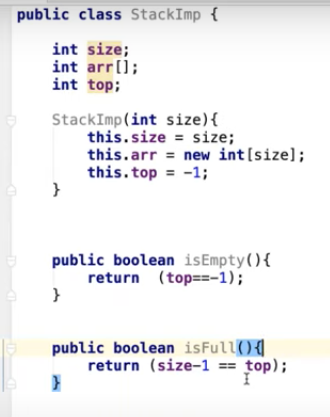 public class StackImp {
int size;
int arr[];
int top;
StackImp(int size){
this.size = size;
this.arr = new int[size];
this.top = -1;
}
public boolean isEmpty(){
return  (top==-1);
}
public boolean isFull(){
return (size-1 == top);
}